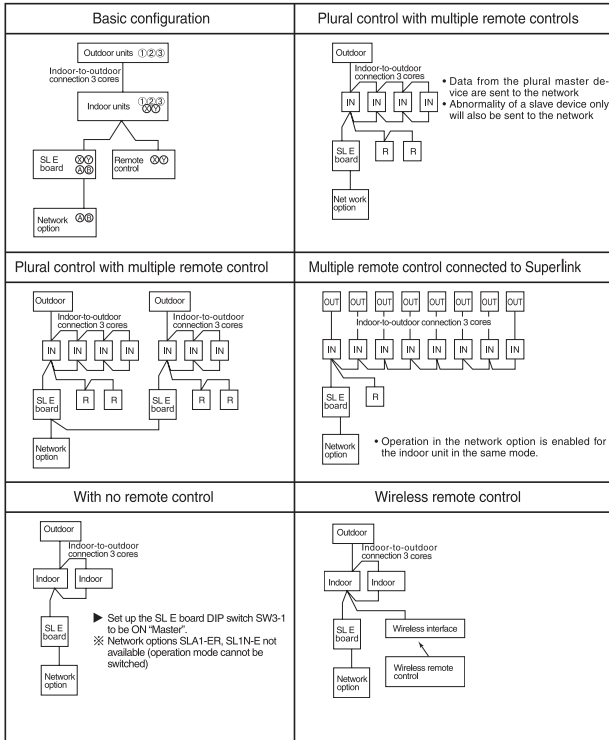 Basic configuration
Outdoor units ①②③
Indoor-to-outdoor
connection 3 cores
Indoor units ①②③
ⓍⓎ
SL E
board
ⓍⓎ
ⒶⒷ
Remote
control
ⓍⓎ
Network
option
ⒶⒷ
Plural control with multiple remote controls
Outdoor
Indoor-to-outdoor
connection 3 cores
IN IN IN IN
SL E
board
R R
Net work
option
• Data from the plural master de-
vice are sent to the network
• Abnormality of a slave device only
will also be sent to the network
Plural control with multiple remote control
Outdoor
Indoor-to-outdoor
connection 3 cores
IN IN IN IN
SL E
board
R R
Network
option
Outdoor
Indoor-to-outdoor
connection 3 cores
IN IN IN IN
SL E
board
R R
Multiple remote control connected to Superlink
OUT OUT OUT OUT OUT OUT OUT OUT
Indoor-to-outdoor connection 3 cores
IN IN IN IN IN IN IN IN
SL E
board
R
Network
option
• Operation in the network option is enabled for
the indoor unit in the same mode.
With no remote control
Outdoor
Indoor-to-outdoor
connection 3 cores
Indoor Indoor
SL E
board
Network
option
▶ Set up the SL E board DIP switch SW3-1
to be ON “Master”.
※ Network options SLA1-ER, SL1N-E not
available (operation mode cannot be
switched)
Wireless remote control
Outdoor
Indoor-to-outdoor
connection 3 cores
Indoor Indoor
SL E
board
Wireless interface
Network
option
Wireless remote
control